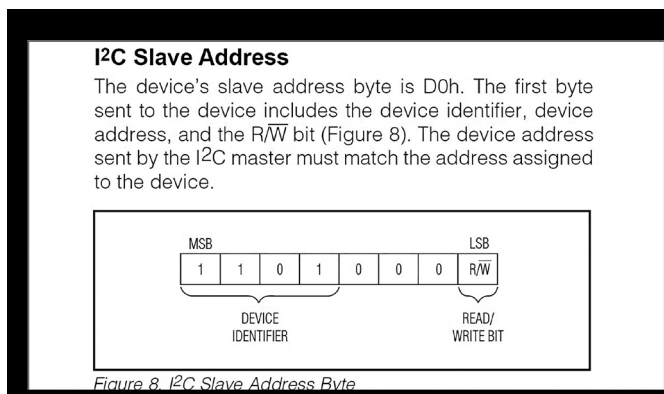 I²C Slave Address
The device's slave address byte is D0h. The first byte
sent to the device includes the device identifier, device
address, and the R/W̅ bit (Figure 8). The device address
sent by the I²C master must match the address assigned
to the device.
MSB LSB
1 1 0 1 0 0 0 R/W̅
DEVICE READ/
IDENTIFIER WRITE BIT
Figure 8. I²C Slave Address Byte